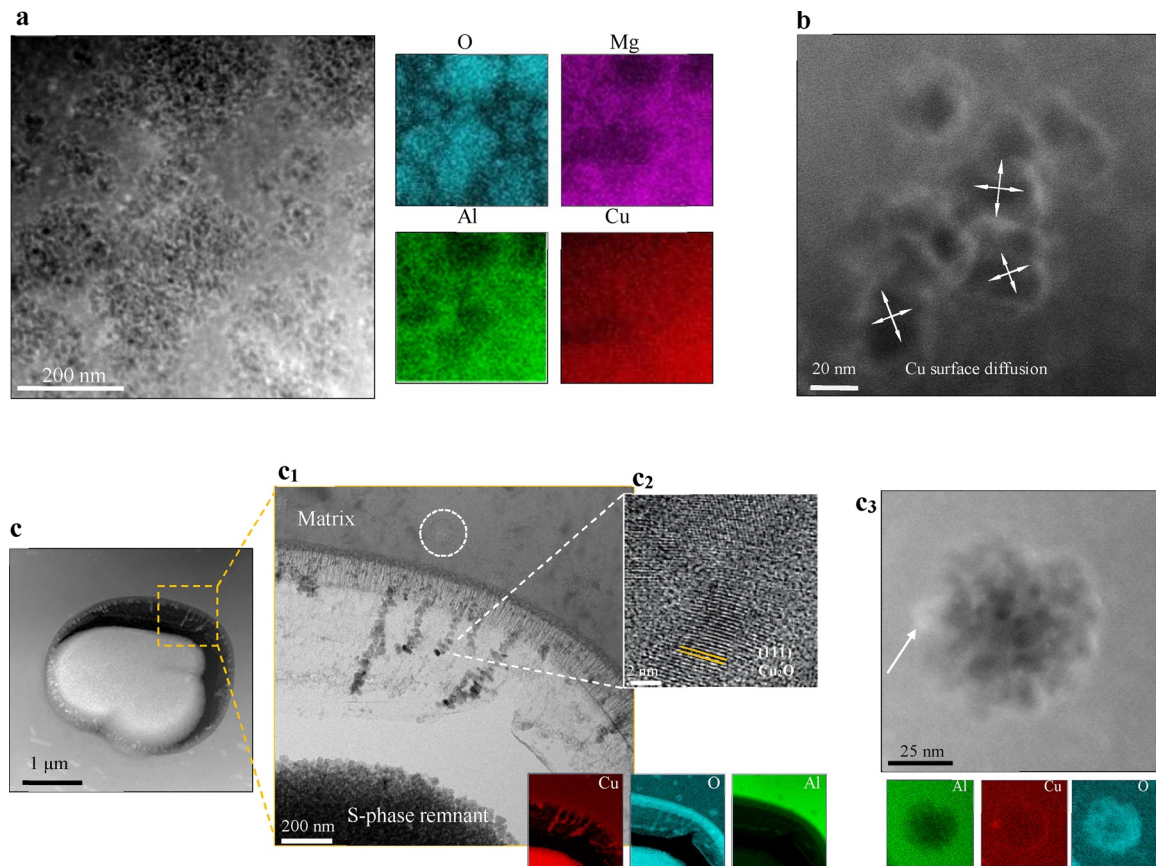 a
O
Mg
Al
Cu
200 nm
b
Cu surface diffusion
20 nm
c
1 μm
c1
Matrix
S-phase remnant
200 nm
Cu
O
Al
c2
(111)
Cu2O
2 nm
c3
25 nm
Al
Cu
O